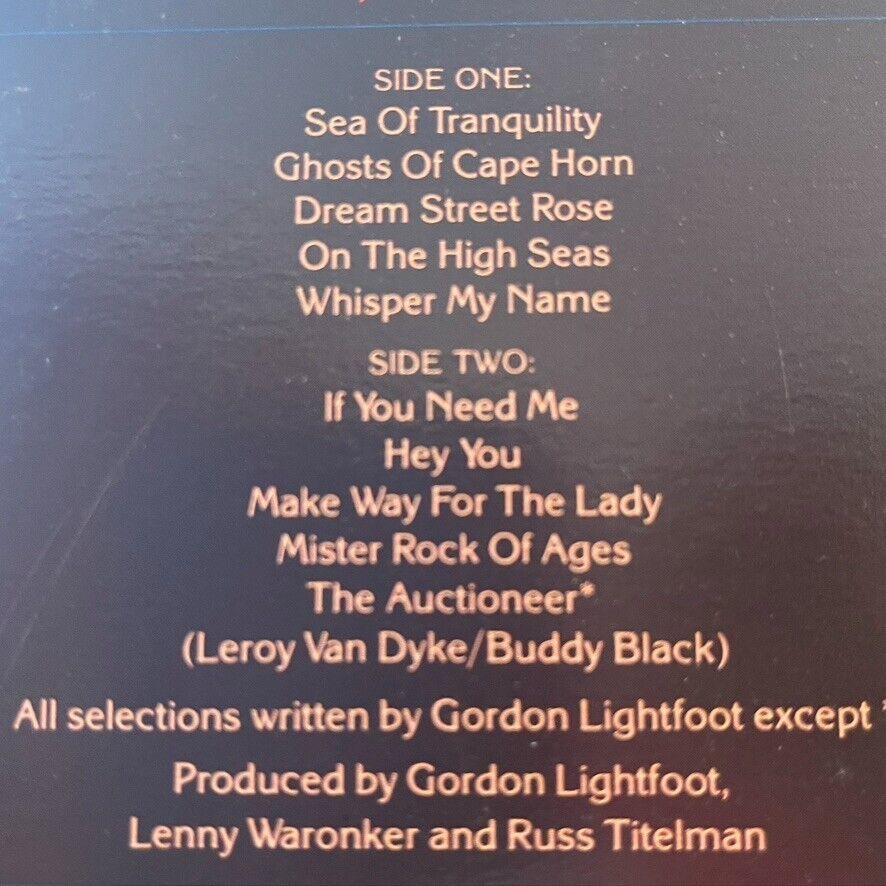 SIDE ONE:
Sea Of Tranquility
Ghosts Of Cape Horn
Dream Street Rose
On The High Seas
Whisper My Name
SIDE TWO:
If You Need Me
Hey You
Make Way For The Lady
Mister Rock Of Ages
The Auctioneer*
(Leroy Van Dyke/Buddy Black)
All selections written by Gordon Lightfoot except *
Produced by Gordon Lightfoot,
Lenny Waronker and Russ Titelman